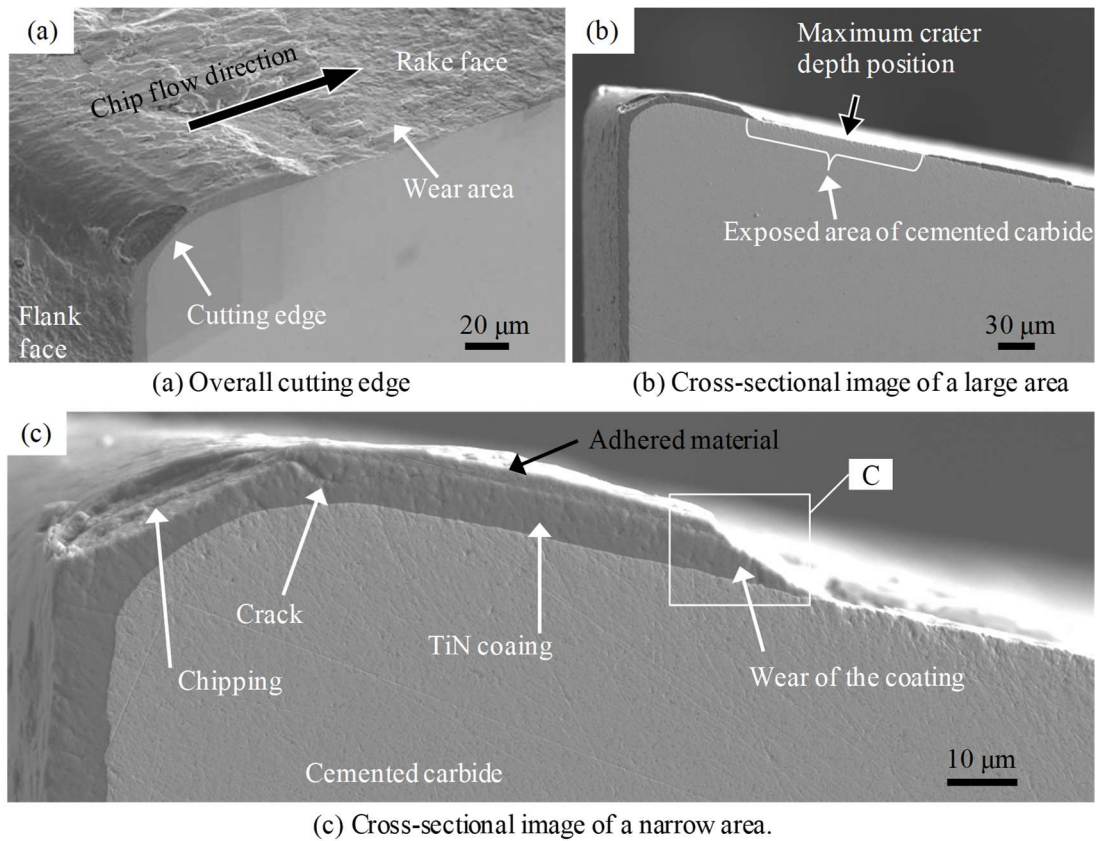 (a)
Chip flow direction
Rake face
Wear area
Cutting edge
Flank
face
20 μm
(a) Overall cutting edge
(b)
Maximum crater
depth position
Exposed area of cemented carbide
30 μm
(b) Cross-sectional image of a large area
(c)
Adhered material
C
Crack
Chipping
TiN coaing
Wear of the coating
Cemented carbide
10 μm
(c) Cross-sectional image of a narrow area.